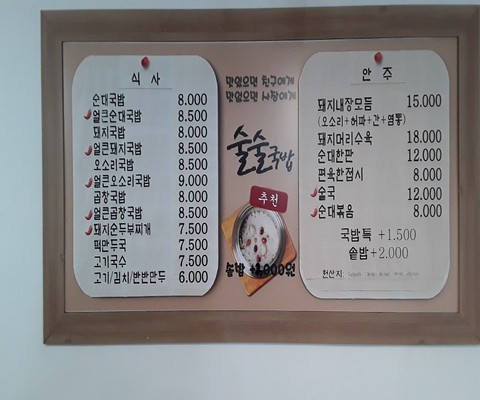 식 사
순대국밥 8.000
얼큰순대국밥 8.500
돼지국밥 8.000
얼큰돼지국밥 8.500
오소리국밥 8.500
얼큰오소리국밥 9.000
곱창국밥 8.000
얼큰곱창국밥 8.500
돼지순두부찌개 7.500
떡만두국 7.500
고기국수 7.500
고기/김치/반반만두 6.000
맛있으면 친구에게
맛없으면 사장에게
술술국밥
추천
솥밥
안 주
돼지내장모듬 15.000
(오소리+허파+간+염통)
돼지머리수육 18.000
순대한판 12.000
편육한접시 8.000
술국 12.000
순대볶음 8.000
국밥특 +1.500
솥밥+2.000
원산지: